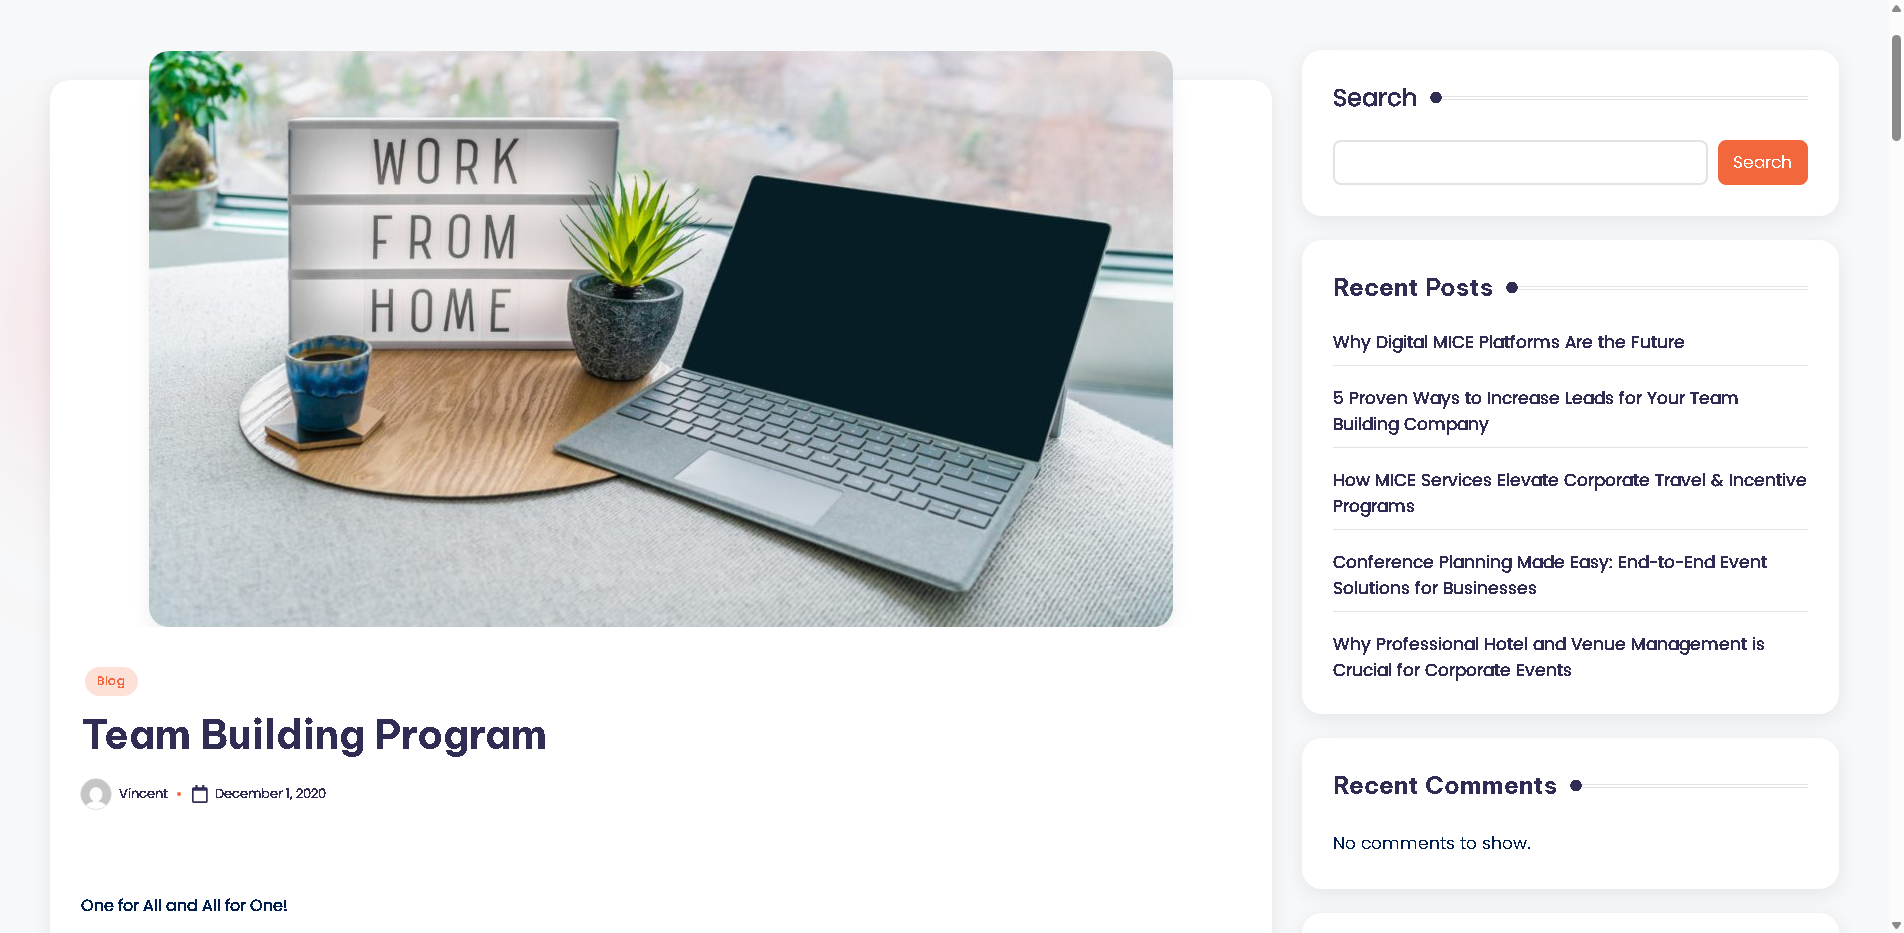 WORK
FROM
HOME
Blog
Team Building Program
Vincent
December 1, 2020
One for All and All for One!
Search
Search
Recent Posts
Why Digital MICE Platforms Are the Future
5 Proven Ways to Increase Leads for Your Team
Building Company
How MICE Services Elevate Corporate Travel & Incentive
Programs
Conference Planning Made Easy: End-to-End Event
Solutions for Businesses
Why Professional Hotel and Venue Management is
Crucial for Corporate Events
Recent Comments
No comments to show.